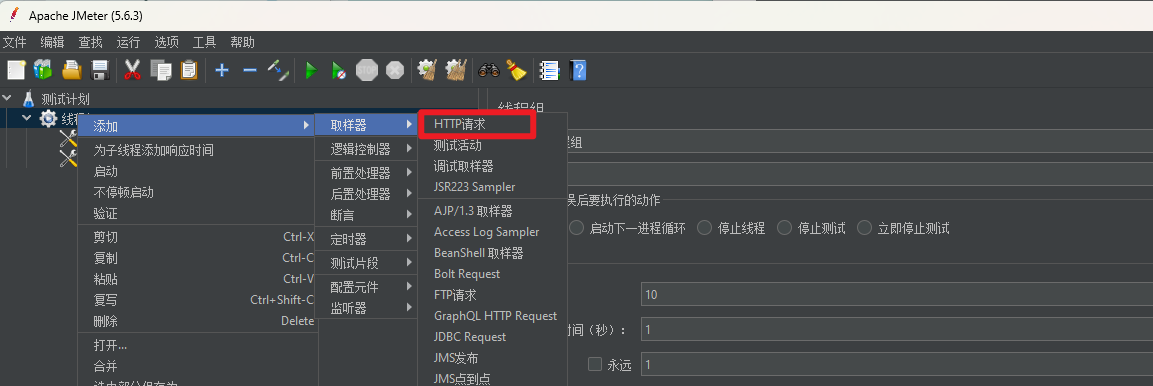 Apache JMeter (5.6.3)
文件 编辑 查找 运行 选项 工具 帮助
STOP
测试计划
线程
添加
为子线程添加响应时间
启动
不停顿启动
验证
剪切 Ctrl-X
复制 Ctrl-C
粘贴 Ctrl-V
复写 Ctrl+Shift-C
删除 Delete
打开...
合并
选中部分保存为...
取样器
逻辑控制器
前置处理器
后置处理器
断言
定时器
测试片段
配置元件
监听器
HTTP请求
测试活动
调试取样器
JSR223 Sampler
AJP/1.3 取样器
Access Log Sampler
BeanShell 取样器
Bolt Request
FTP请求
GraphQL HTTP Request
JDBC Request
JMS发布
JMS点到点
线程组
程组
误后要执行的动作
启动下一进程循环 停止线程 停止测试 立即停止测试
10
时间（秒）： 1
永远 1